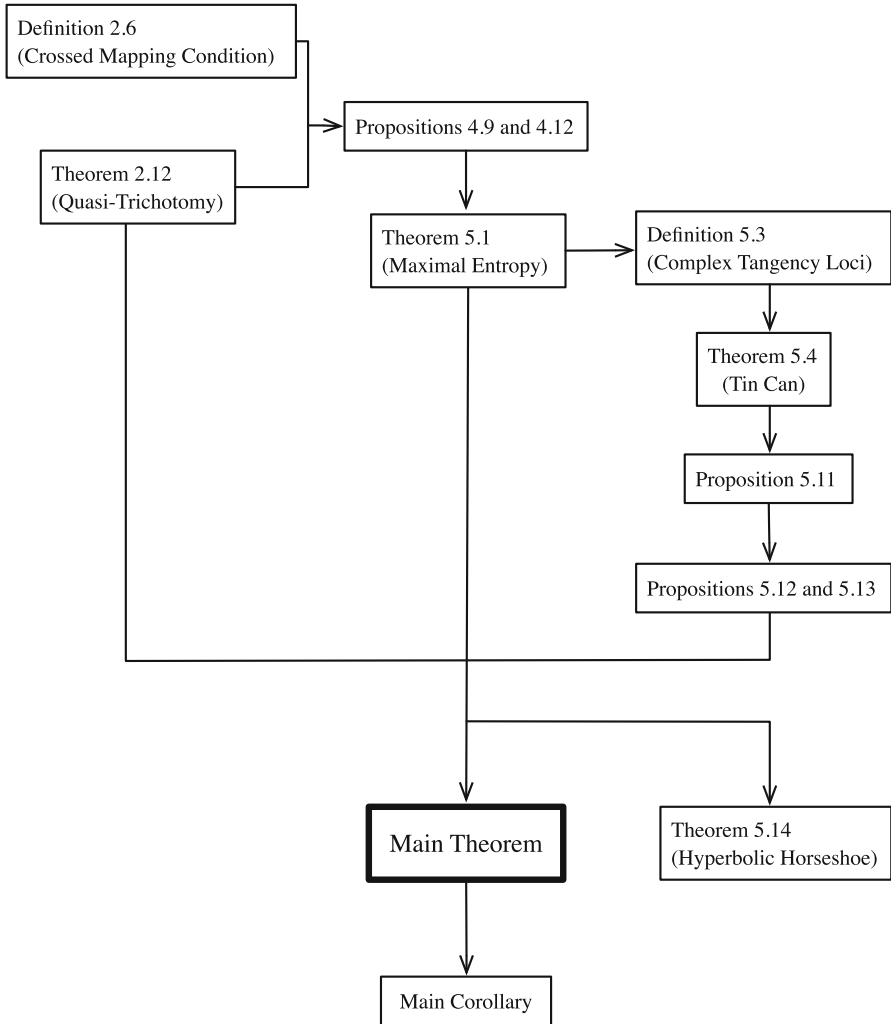 Definition 2.6
(Crossed Mapping Condition)
Propositions 4.9 and 4.12
Theorem 2.12
(Quasi-Trichotomy)
Theorem 5.1
(Maximal Entropy)
Definition 5.3
(Complex Tangency Loci)
Theorem 5.4
(Tin Can)
Proposition 5.11
Propositions 5.12 and 5.13
Main Theorem
Theorem 5.14
(Hyperbolic Horseshoe)
Main Corollary